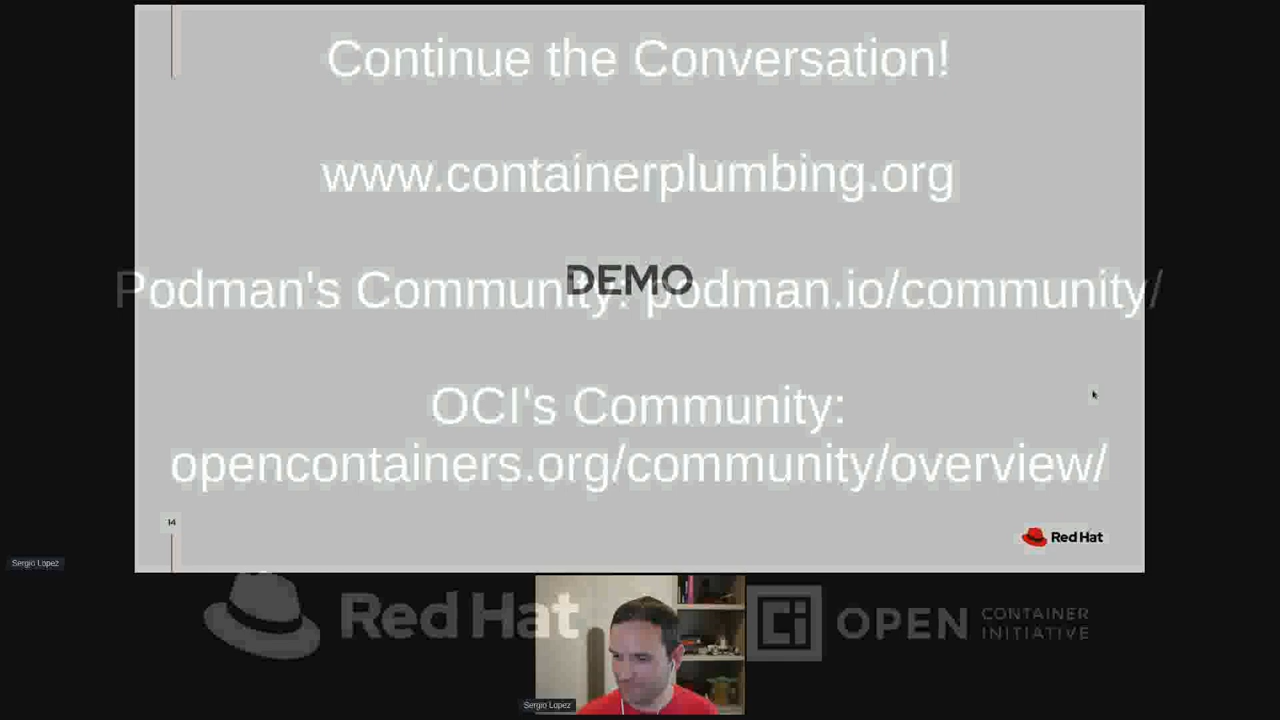 Continue the Conversation!
www.containerplumbing.org
DEMO
Podman's Community: podman.io/community/
OCI's Community:
opencontainers.org/community/overview/
14
Red Hat
Sergio Lopez
Red Hat
Ci OPEN CONTAINER
INITIATIVE
Sergio Lopez